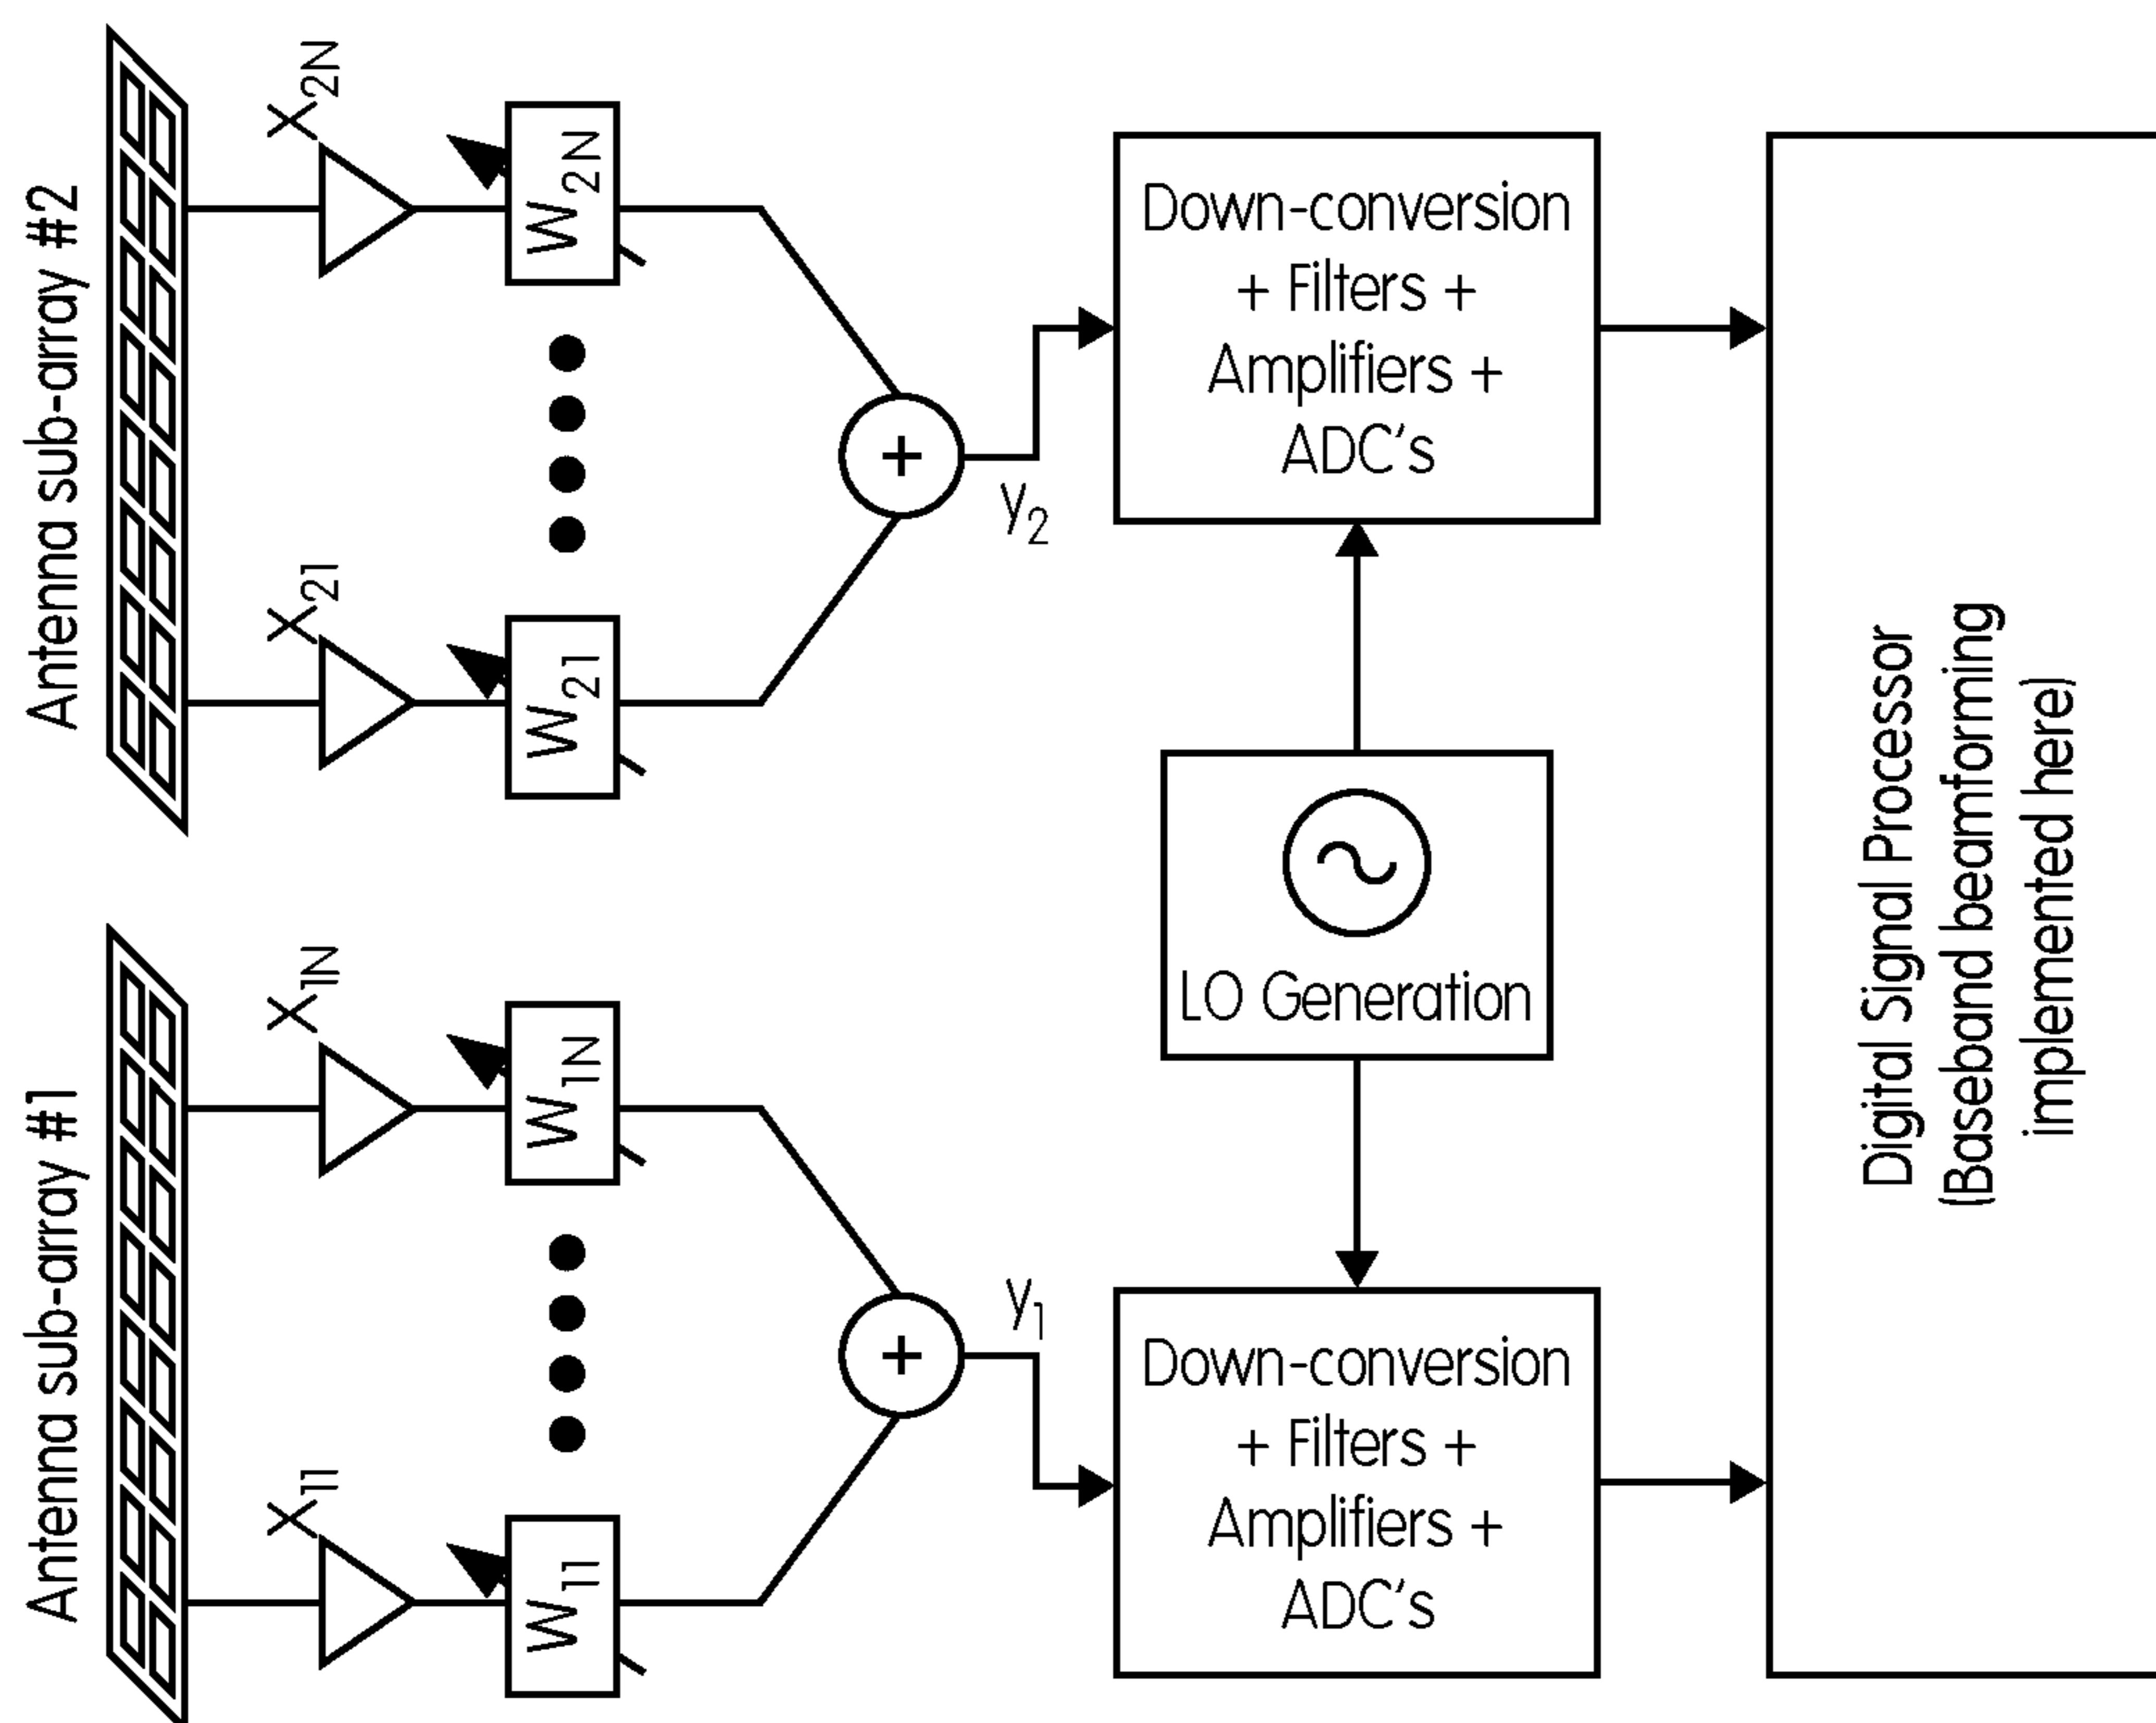 Antenna sub-array #2
X2N
X21
W2N
W21
+
y2
Down-conversion
+ Filters +
Amplifiers +
ADC's
LO Generation
Antenna sub-array #1
X1N
X11
W1N
W11
+
y1
Down-conversion
+ Filters +
Amplifiers +
ADC's
Digital Signal Processor
(Baseband beamforming
implemented here)